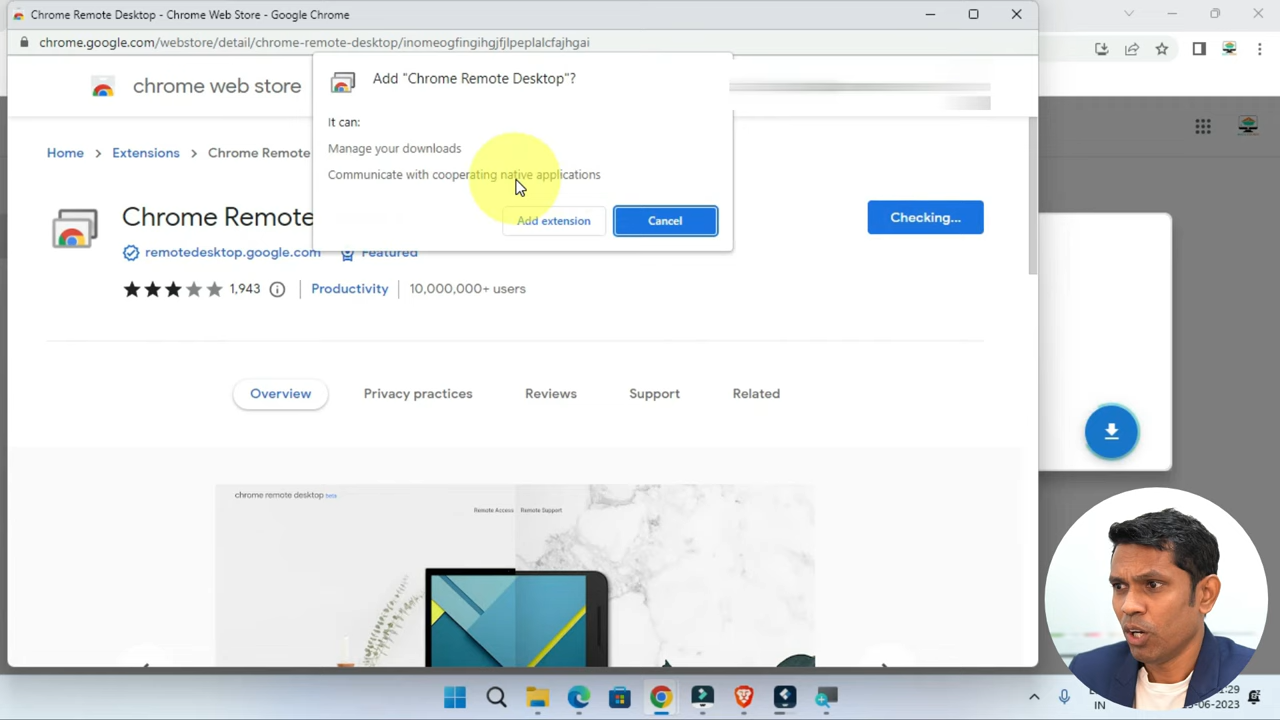 Chrome Remote Desktop - Chrome Web Store - Google Chrome
chrome.google.com/webstore/detail/chrome-remote-desktop/inomeogfingihgjfjlpeplalcfajhgai
chrome web store
Add "Chrome Remote Desktop"?
It can:
Manage your downloads
Communicate with cooperating native applications
Add extension
Cancel
Home > Extensions > Chrome Remote
Chrome Remote
Checking...
remotedesktop.google.com
Featured
1,943
Productivity
10,000,000+ users
Overview
Privacy practices
Reviews
Support
Related
chrome remote desktop beta
Remote Access
Remote Support
IN